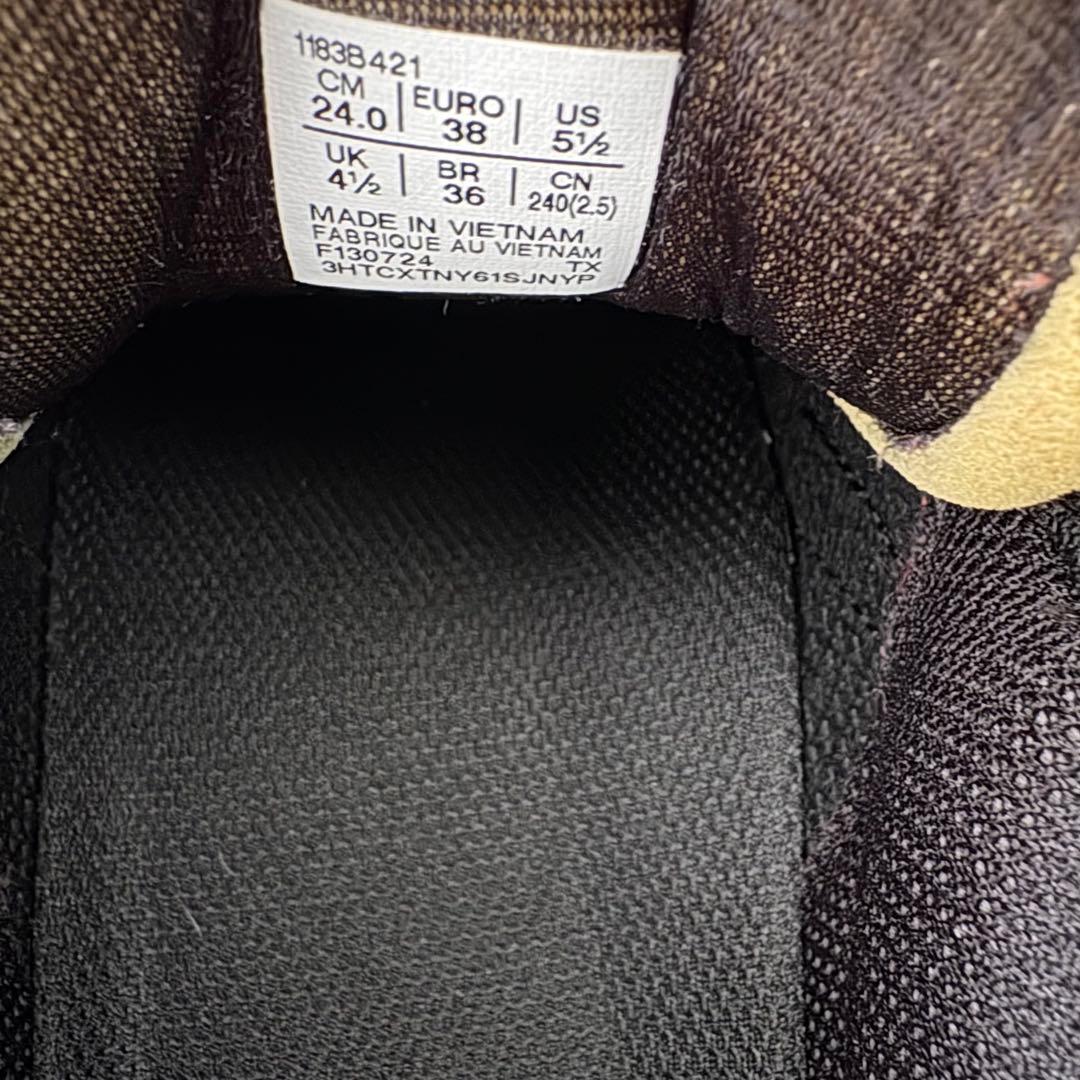 1183B421
CM 24.0 | EURO 38 | US 5½
UK 4½ | BR 36 | CN 240(2.5)
MADE IN VIETNAM
FABRIQUE AU VIETNAM
F130724 TX
3HTCXTNY61SJNYP